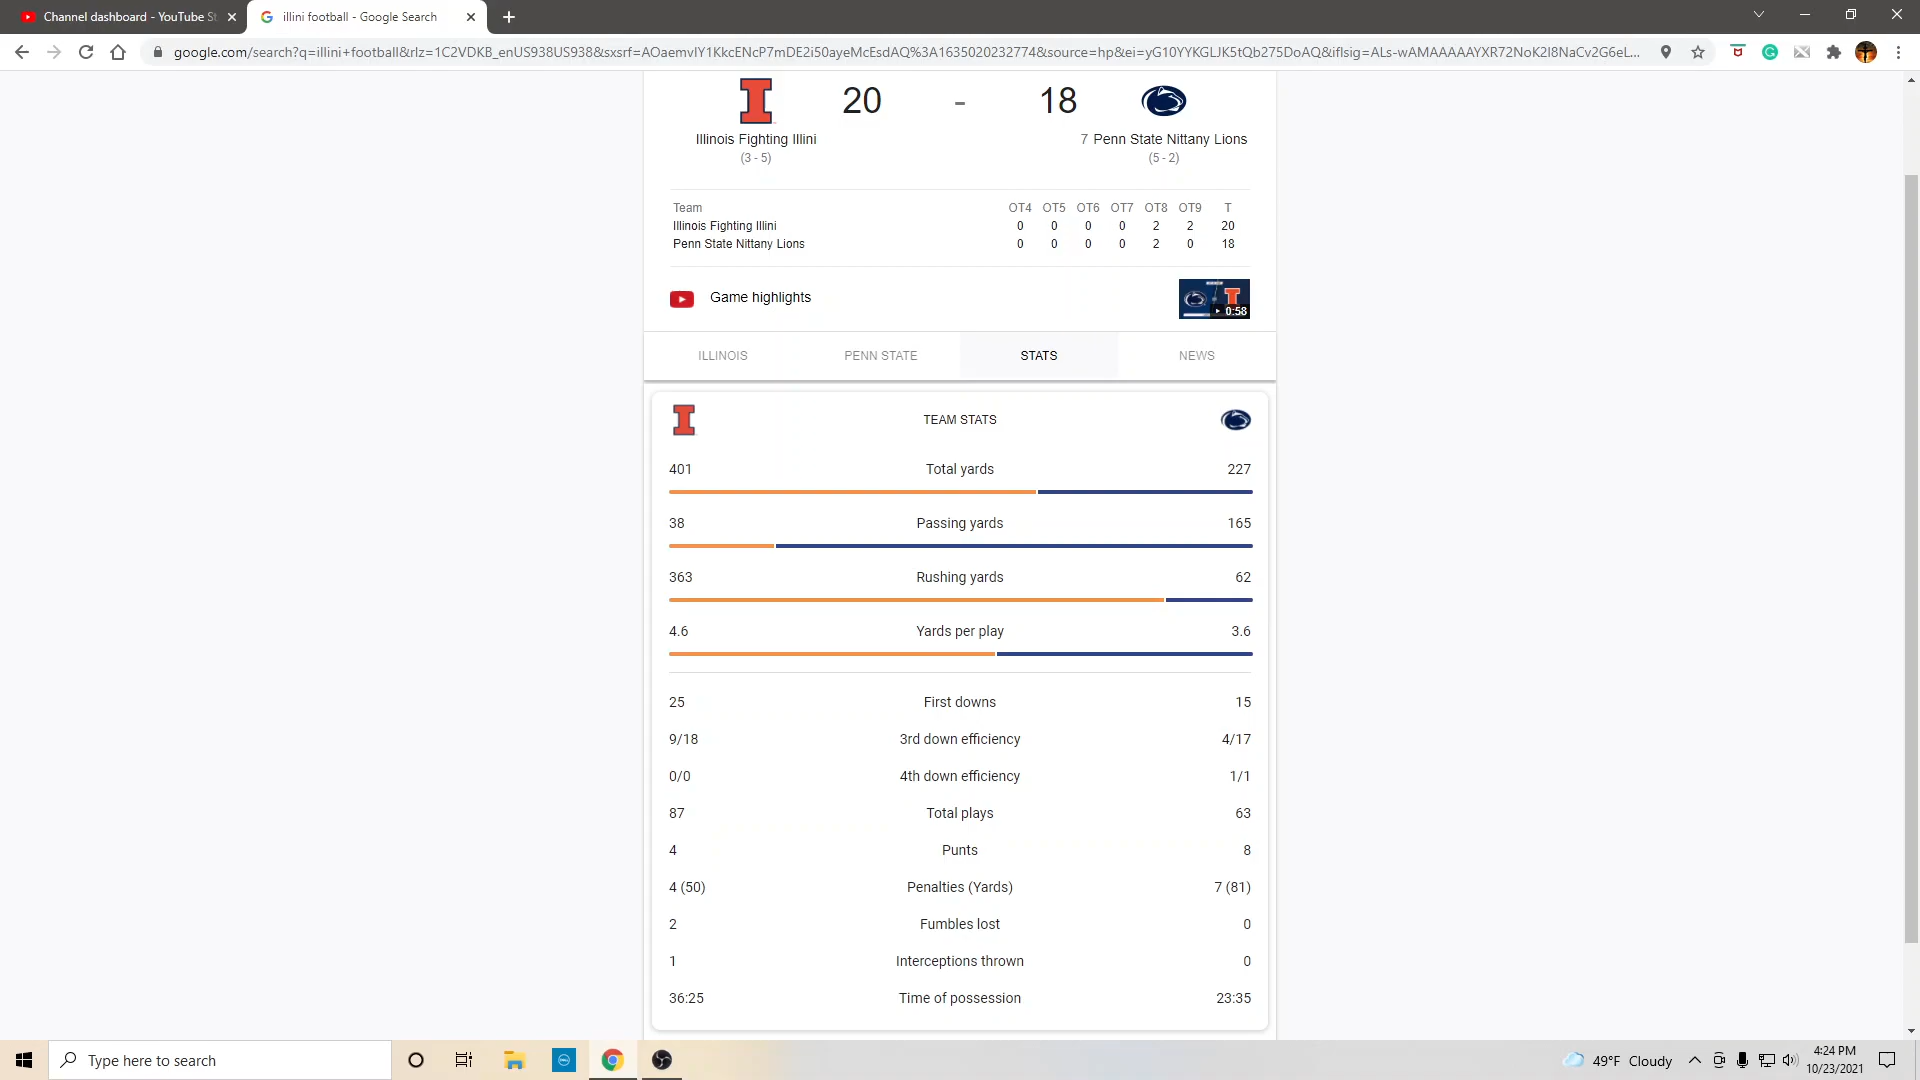 Channel dashboard - YouTube St
illini football - Google Search
google.com/search?q=illini+football&rlz=1C2VDKB_enUS938US938&sxsrf=AOaemvIY1KkcENcP7mDE2i50ayeMcEsdAQ%3A1635020232774&source=hp&ei=yG10YYKGLJK5tQb275DoAQ&iflsig=ALs-wAMAAAAAYXR72NoK2I8NaCv2G6eL...
20 - 18
Illinois Fighting Illini
(3 - 5)
7 Penn State Nittany Lions
(5 - 2)
Team OT4 OT5 OT6 OT7 OT8 OT9 T
Illinois Fighting Illini 0 0 0 0 2 2 20
Penn State Nittany Lions 0 0 0 0 2 0 18
Game highlights
0:58
ILLINOIS PENN STATE STATS NEWS
TEAM STATS
401 Total yards 227
38 Passing yards 165
363 Rushing yards 62
4.6 Yards per play 3.6
25 First downs 15
9/18 3rd down efficiency 4/17
0/0 4th down efficiency 1/1
87 Total plays 63
4 Punts 8
4 (50) Penalties (Yards) 7 (81)
2 Fumbles lost 0
1 Interceptions thrown 0
36:25 Time of possession 23:35
Type here to search
49°F Cloudy
4:24 PM
10/23/2021